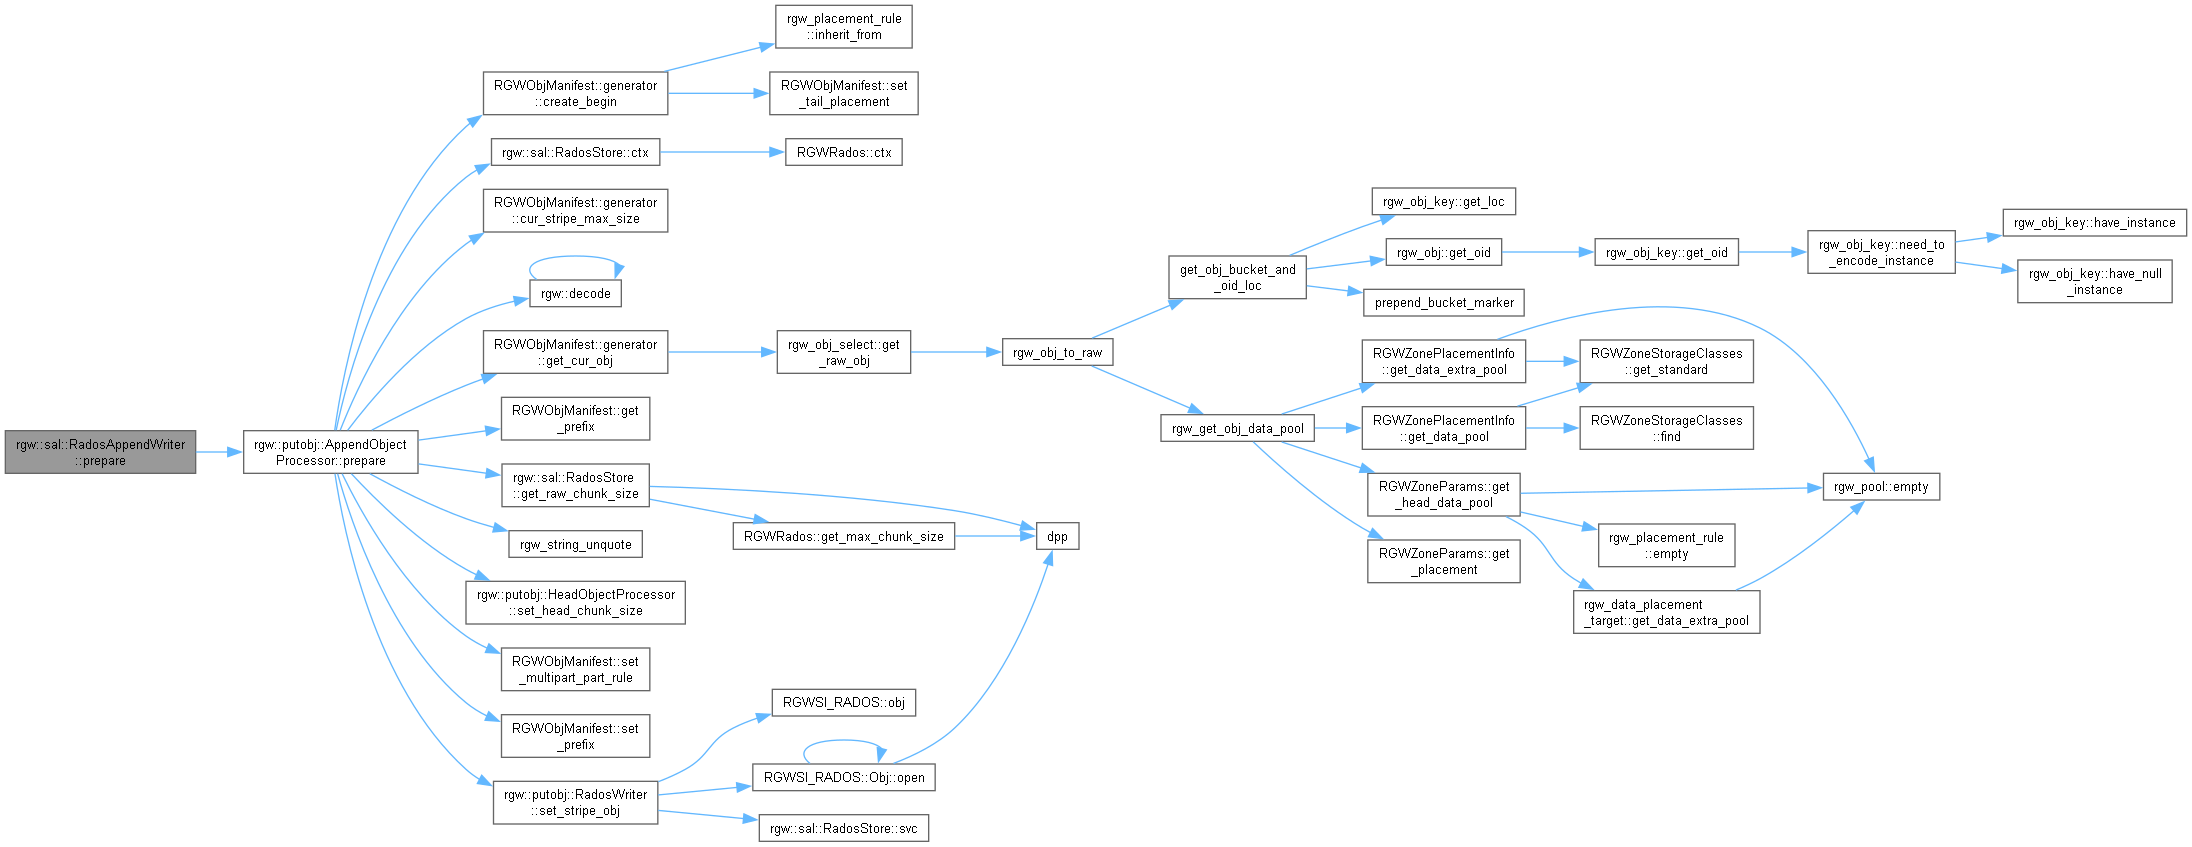 rgw::sal::RadosAppendWriter
::prepare
rgw::putobj::AppendObject
Processor::prepare
RGWObjManifest::generator
::create_begin
rgw_placement_rule
::inherit_from
RGWObjManifest::set
_tail_placement
rgw::sal::RadosStore::ctx
RGWRados::ctx
RGWObjManifest::generator
::cur_stripe_max_size
rgw::decode
RGWObjManifest::generator
::get_cur_obj
rgw_obj_select::get
_raw_obj
rgw_obj_to_raw
get_obj_bucket_and
_oid_loc
rgw_obj_key::get_loc
rgw_obj::get_oid
rgw_obj_key::get_oid
rgw_obj_key::need_to
_encode_instance
rgw_obj_key::have_instance
rgw_obj_key::have_null
_instance
prepend_bucket_marker
rgw_get_obj_data_pool
RGWZonePlacementInfo
::get_data_extra_pool
RGWZoneStorageClasses
::get_standard
RGWZonePlacementInfo
::get_data_pool
RGWZoneStorageClasses
::find
RGWZoneParams::get
_head_data_pool
rgw_pool::empty
rgw_placement_rule
::empty
rgw_data_placement
_target::get_data_extra_pool
RGWZoneParams::get
_placement
RGWObjManifest::get
_prefix
rgw::sal::RadosStore
::get_raw_chunk_size
RGWRados::get_max_chunk_size
dpp
rgw_string_unquote
rgw::putobj::HeadObjectProcessor
::set_head_chunk_size
RGWObjManifest::set
_multipart_part_rule
RGWObjManifest::set
_prefix
rgw::putobj::RadosWriter
::set_stripe_obj
RGWSI_RADOS::obj
RGWSI_RADOS::Obj::open
rgw::sal::RadosStore::svc